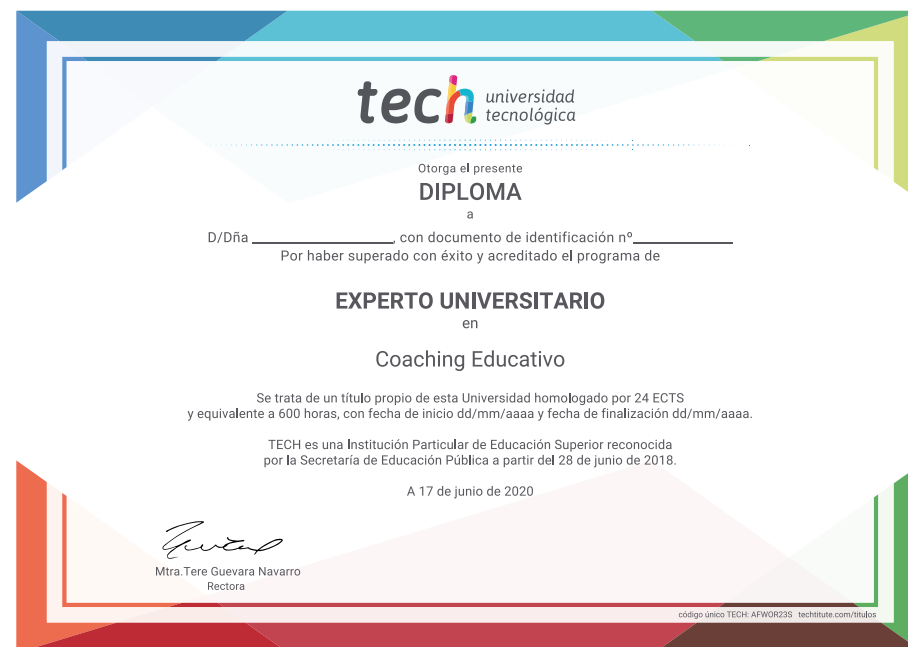 tech universidad
tecnológica
Otorga el presente
DIPLOMA
a
D/Dña ____________________, con documento de identificación nº______________
Por haber superado con éxito y acreditado el programa de
EXPERTO UNIVERSITARIO
en
Coaching Educativo
Se trata de un título propio de esta Universidad homologado por 24 ECTS
y equivalente a 600 horas, con fecha de inicio dd/mm/aaaa y fecha de finalización dd/mm/aaaa.
TECH es una Institución Particular de Educación Superior reconocida
por la Secretaría de Educación Pública a partir del 28 de junio de 2018.
A 17 de junio de 2020
Mtra.Tere Guevara Navarro
Rectora
código único TECH: AFWOR23S techtitute.com/titulos